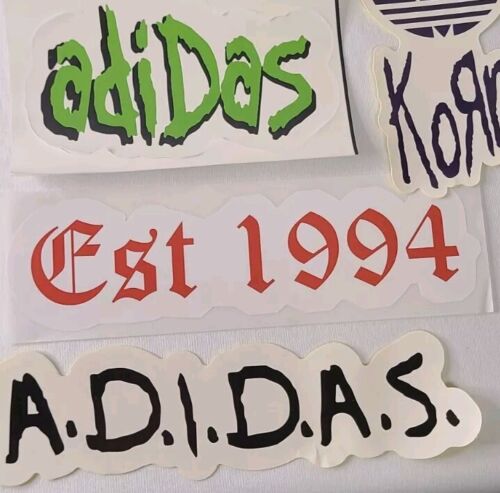 adiDas
KoЯn
Est 1994
A.D.I.D.A.S.